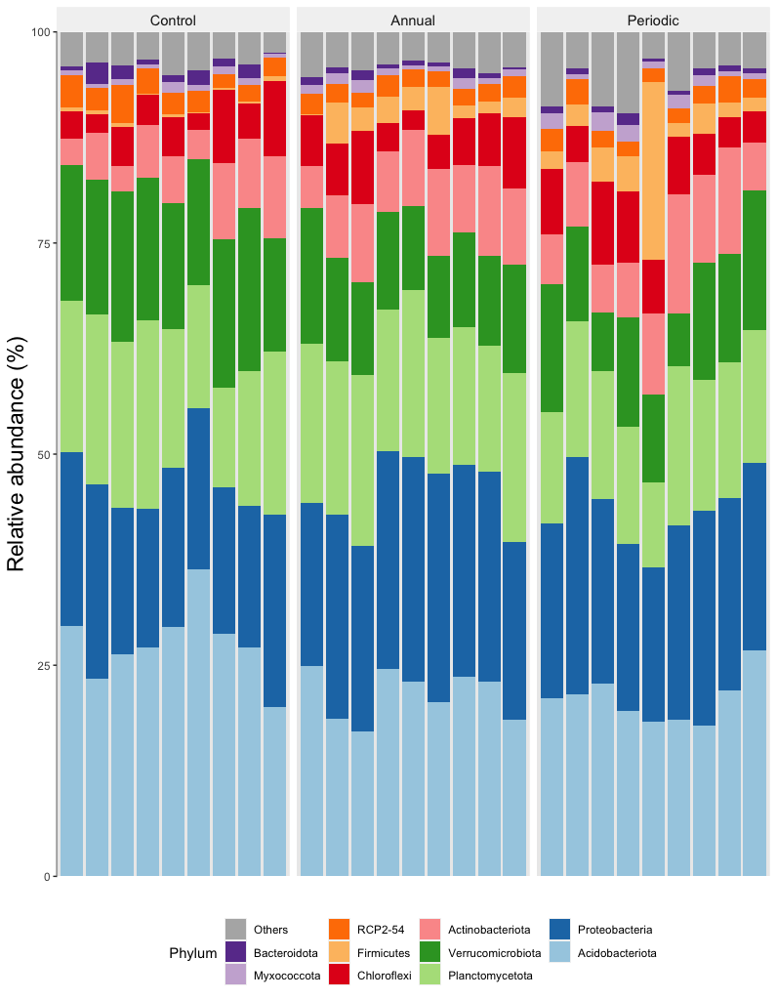 Control Annual Periodic
100
75
50
25
0
Relative abundance (%)
Phylum
Others RCP2-54 Actinobacteriota Proteobacteria
Bacteroidota Firmicutes Verrucomicrobiota Acidobacteriota
Myxococcota Chloroflexi Planctomycetota